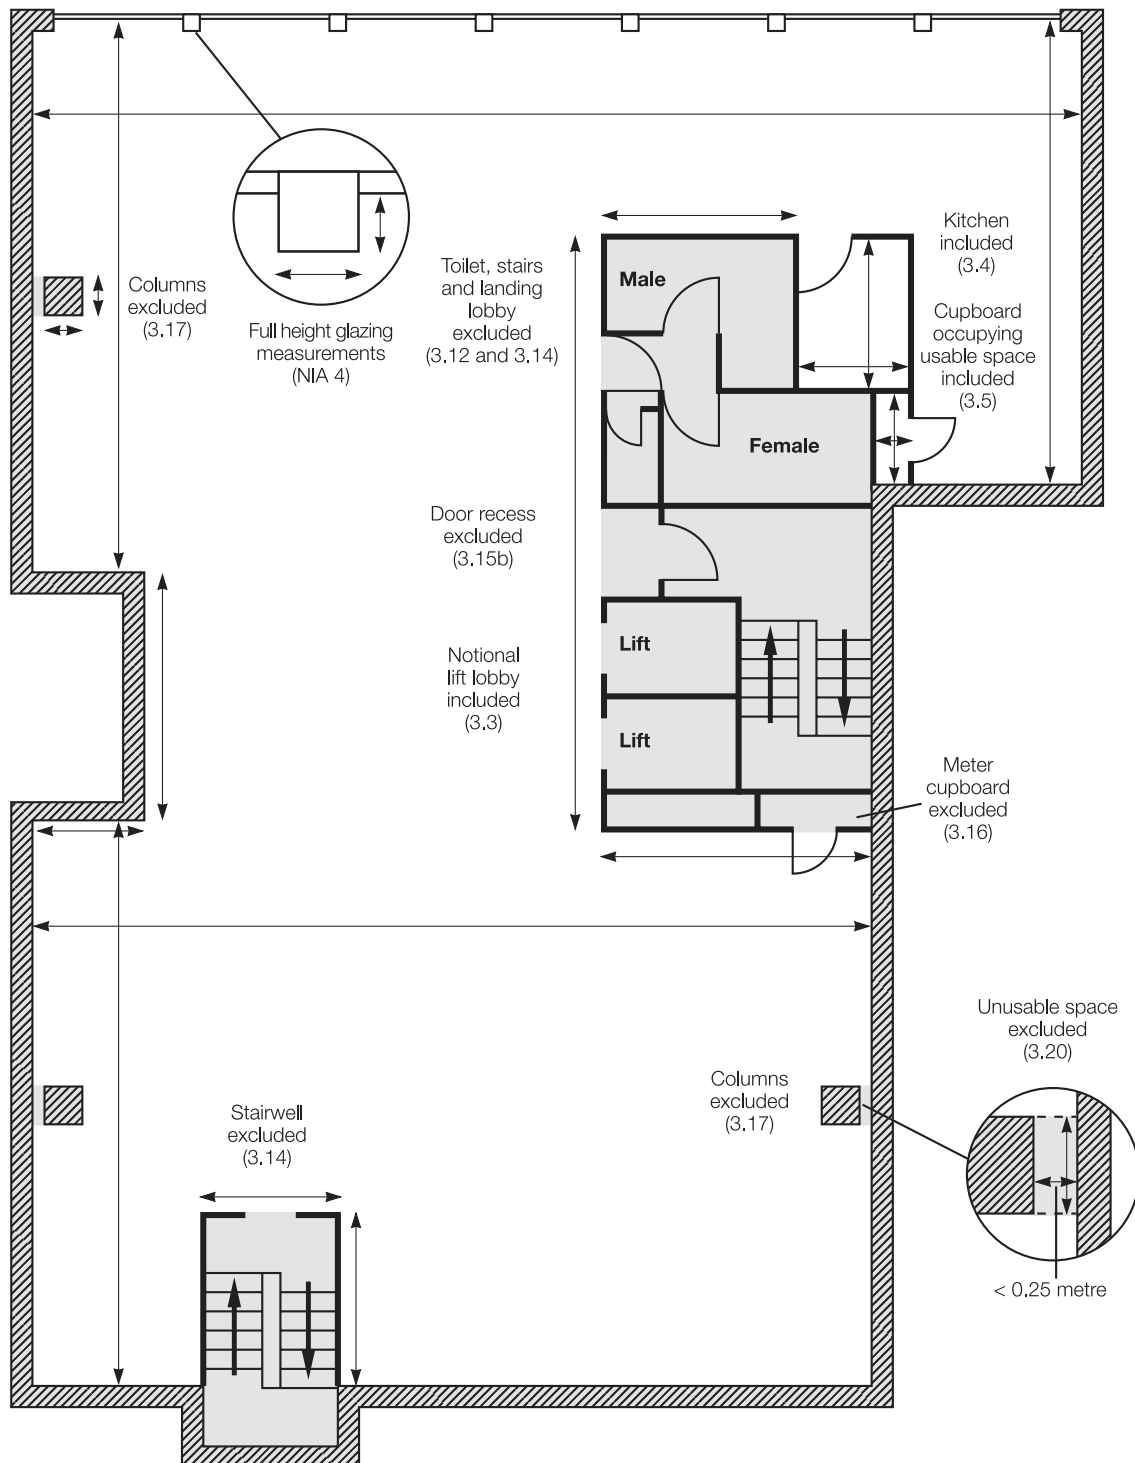 Kitchen
included
(3.4)
Male
Toilet, stairs
and landing
lobby
excluded
(3.12 and 3.14)
Columns
excluded
(3.17)
Full height glazing
measurements
(NIA 4)
Cupboard
occupying
usable space
included
(3.5)
Female
Door recess
excluded
(3.15b)
Lift
Notional
lift lobby
included
(3.3)
Lift
Meter
cupboard
excluded
(3.16)
Unusable space
excluded
(3.20)
Columns
excluded
(3.17)
Stairwell
excluded
(3.14)
< 0.25 metre